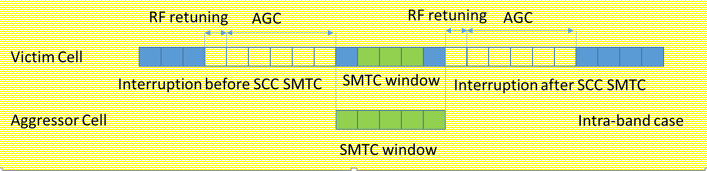 RF retuning AGC RF retuning AGC
Victim Cell
Interruption before SCC SMTC SMTC window Interruption after SCC SMTC
Aggressor Cell Intra-band case
SMTC window